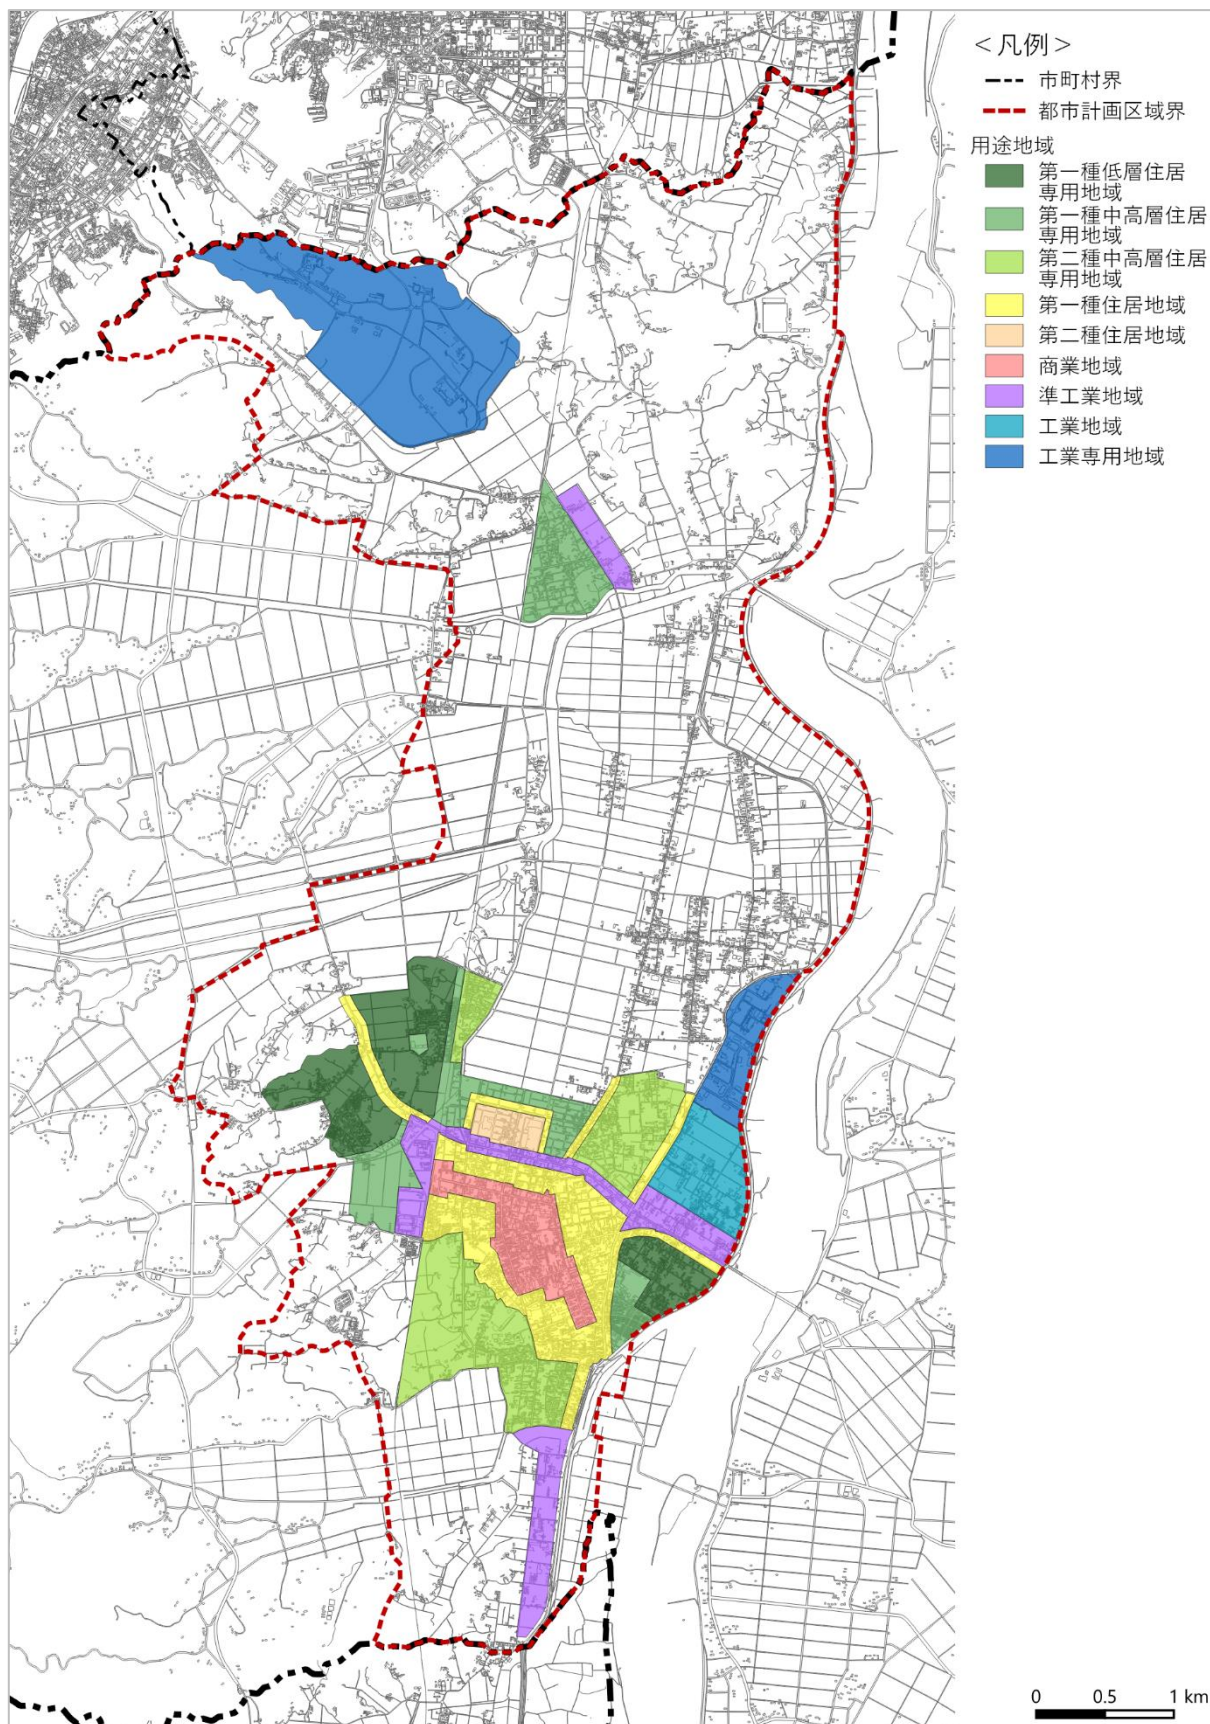 ＜凡例＞
市町村界
都市計画区域界
用途地域
第一種低層住居
専用地域
第一種中高層住居
専用地域
第二種中高層住居
専用地域
第一種住居地域
第二種住居地域
商業地域
準工業地域
工業地域
工業専用地域
0 0.5 1 km